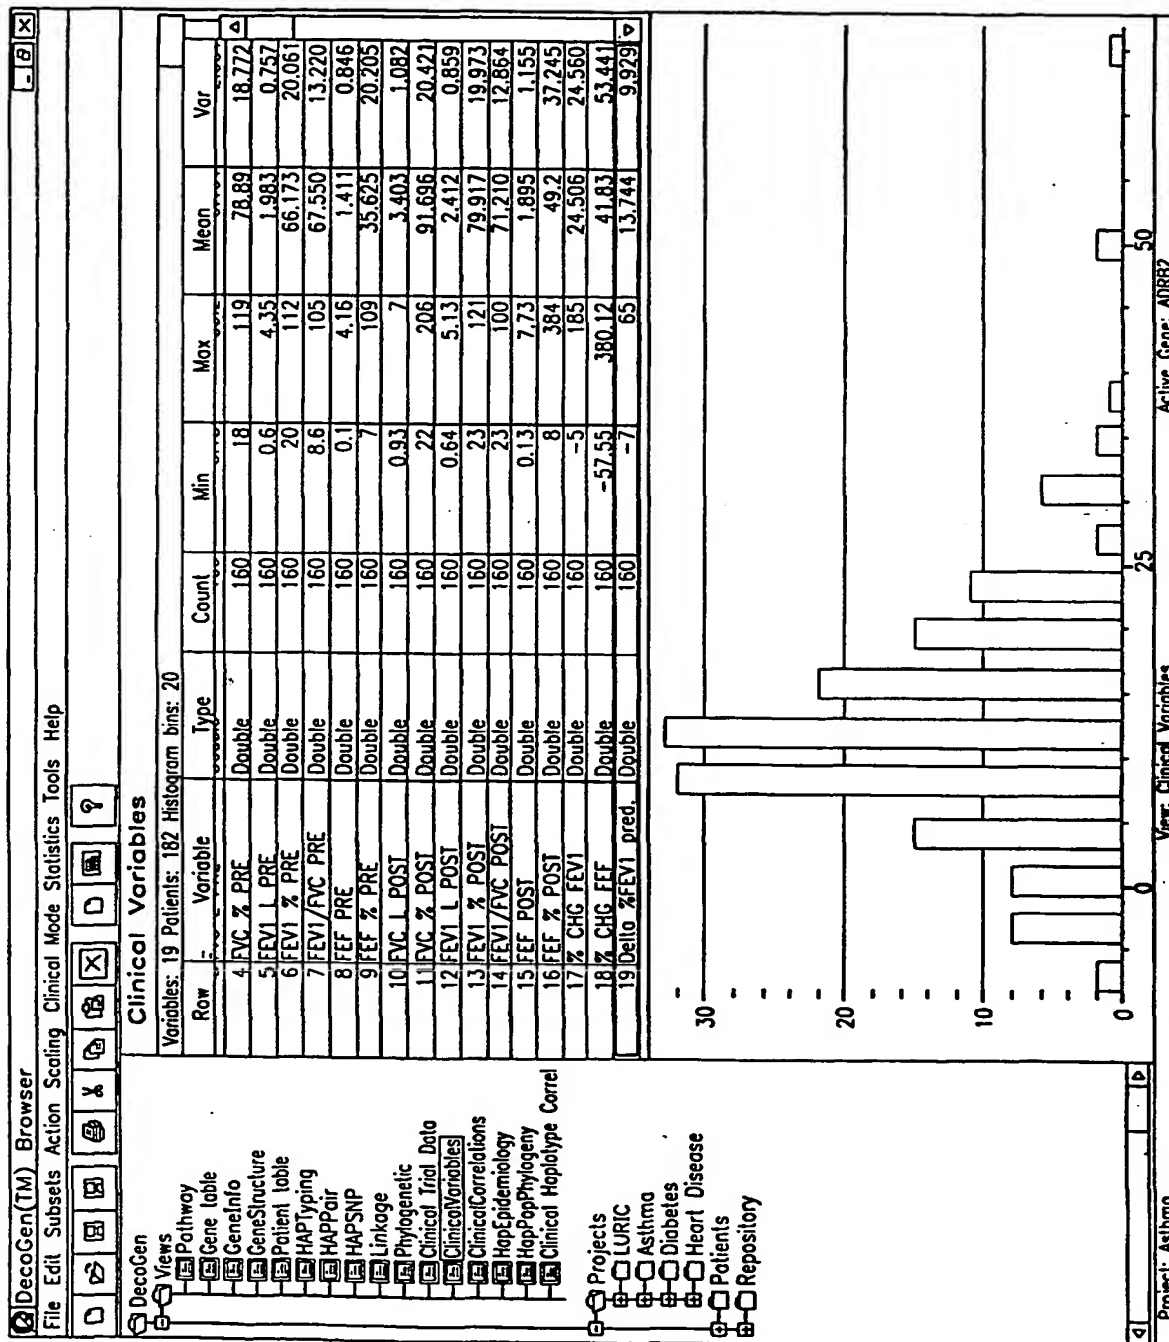 DecoGen(TM) Browser
File Edit Subsets Action Scaling Clinical Mode Statistics Tools Help
DecoGen
Views
Pathway
Gene table
GeneInfo
GeneStructure
Patient table
HAPTyping
HAPPair
HAPSNP
Linkage
Phylogenetic
Clinical Trial Data
ClinicalVariables
ClinicalCorrelations
HapEpidemiology
HapPopPhylogeny
Clinical Haplotype Correl
Projects
LURIC
Asthma
Diabetes
Heart Disease
Patients
Repository
Clinical Variables
Variables: 19 Patients: 182 Histogram bins: 20
Row Variable Type Count Min Max Mean Var
4 FVC % PRE Double 160 18 119 78.89 18.772
5 FEV1 L PRE Double 160 0.6 4.35 1.983 0.757
6 FEV1 % PRE Double 160 20 112 66.173 20.061
7 FEV1/FVC PRE Double 160 8.6 105 67.550 13.220
8 FEF PRE Double 160 0.1 4.16 1.411 0.846
9 FEF % PRE Double 160 7 109 35.625 20.205
10 FVC L POST Double 160 0.93 7 3.403 1.082
11 FVC % POST Double 160 22 206 91.696 20.421
12 FEV1 L POST Double 160 0.64 5.13 2.412 0.859
13 FEV1 % POST Double 160 23 121 79.917 19.973
14 FEV1/FVC POST Double 160 23 100 71.210 12.864
15 FEF POST Double 160 0.13 7.73 1.895 1.155
16 FEF % POST Double 160 8 384 49.2 37.245
17 % CHG FEV1 Double 160 -5 185 24.506 24.560
18 % CHG FEF Double 160 -57.55 380.12 41.83 53.441
19 Delta %FEV1 pred. Double 160 -7 65 13.744 9.929
30
20
10
0
0 25 50
Project: Asthma View: Clinical Variables Active Gene: ADRB2